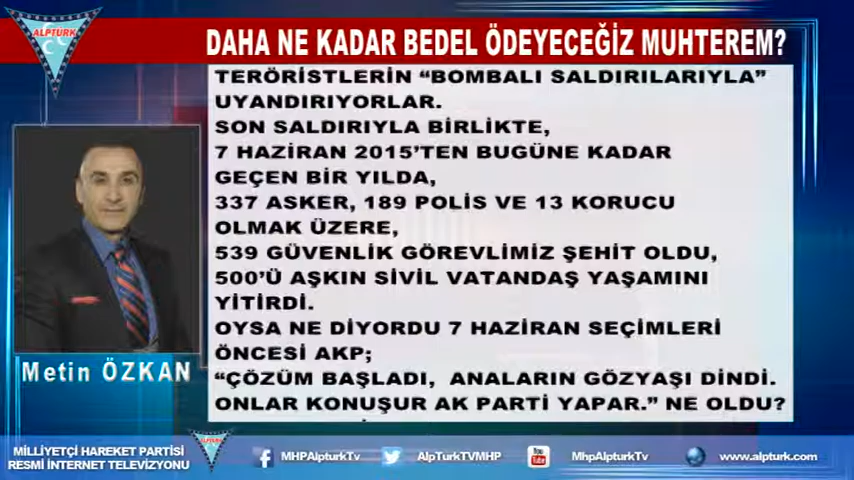 ALPTURK
DAHA NE KADAR BEDEL ÖDEYECEĞİZ MUHTEREM?
TERÖRİSTLERİN “BOMBALI SALDIRILARIYLA”
UYANDIRIYORLAR.
SON SALDIRIYLA BİRLİKTE,
7 HAZİRAN 2015’TEN BUGÜNE KADAR
GEÇEN BİR YILDA,
337 ASKER, 189 POLİS VE 13 KORUCU
OLMAK ÜZERE,
539 GÜVENLİK GÖREVLİMİZ ŞEHİT OLDU,
500’Ü AŞKIN SİVİL VATANDAŞ YAŞAMINI
YİTİRDİ.
OYSA NE DİYORDU 7 HAZİRAN SEÇİMLERİ
ÖNCESİ AKP;
“ÇÖZÜM BAŞLADI, ANALARIN GÖZYAŞI DİNDİ.
ONLAR KONUŞUR AK PARTİ YAPAR.” NE OLDU?
Metin ÖZKAN
MİLLİYETÇİ HAREKET PARTİSİ
RESMİ İNTERNET TELEVİZYONU
ALPTURK
MHPAlpturkTv
AlpTurkTVMHP
You Tube
MhpAlpturkTv
www.alpturk.com